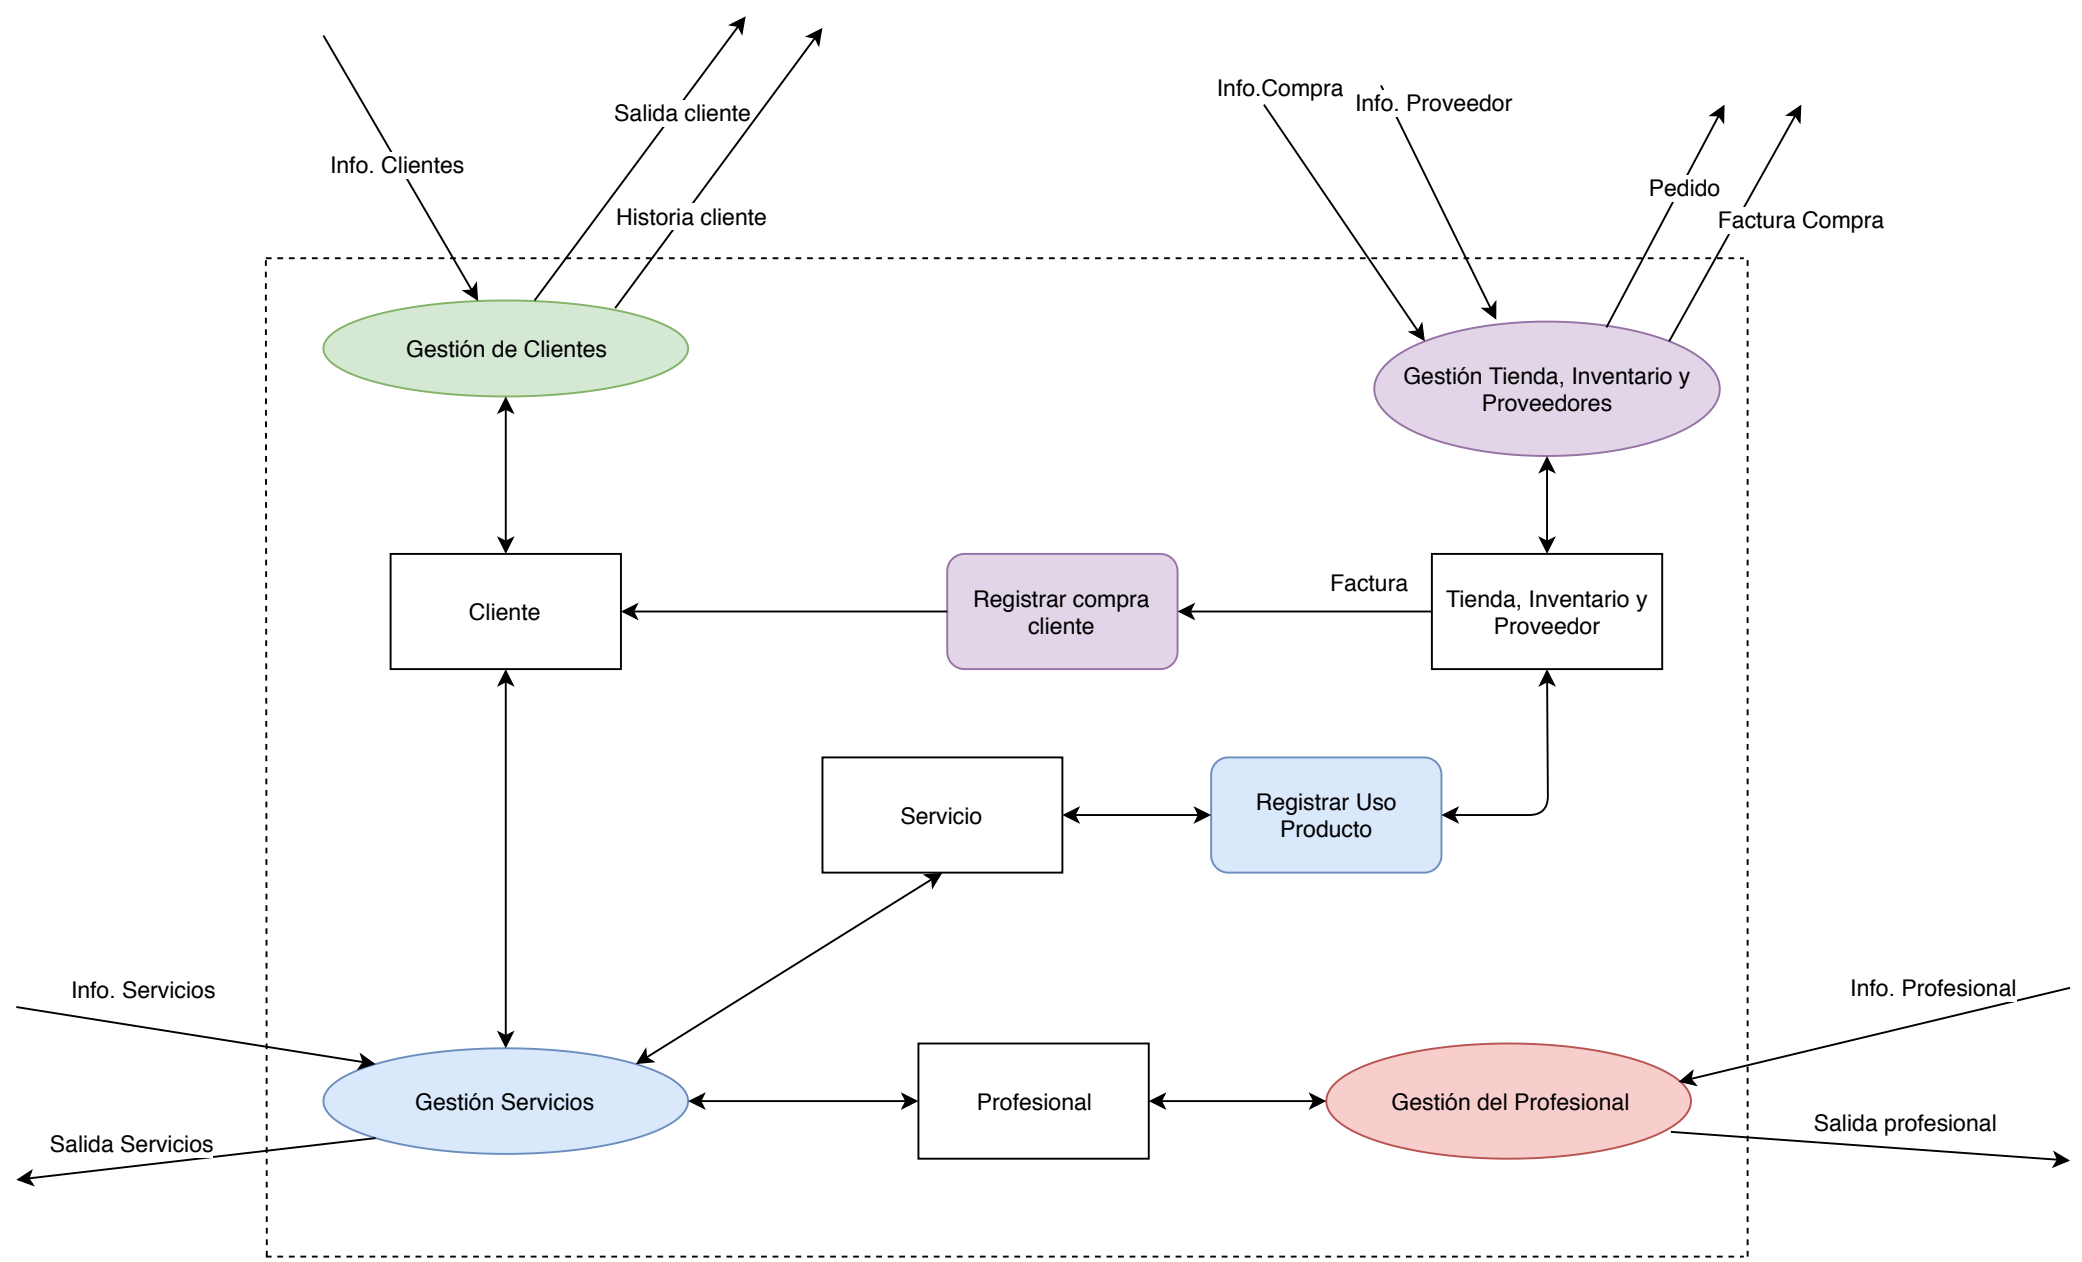 Info.Compra
Info. Proveedor
Salida cliente
Info. Clientes
Pedido
Historia cliente
Factura Compra
Gestión de Clientes
Gestión Tienda, Inventario y
Proveedores
Factura
Cliente
Registrar compra
cliente
Tienda, Inventario y
Proveedor
Servicio
Registrar Uso
Producto
Info. Servicios
Info. Profesional
Gestión Servicios
Profesional
Gestión del Profesional
Salida Servicios
Salida profesional